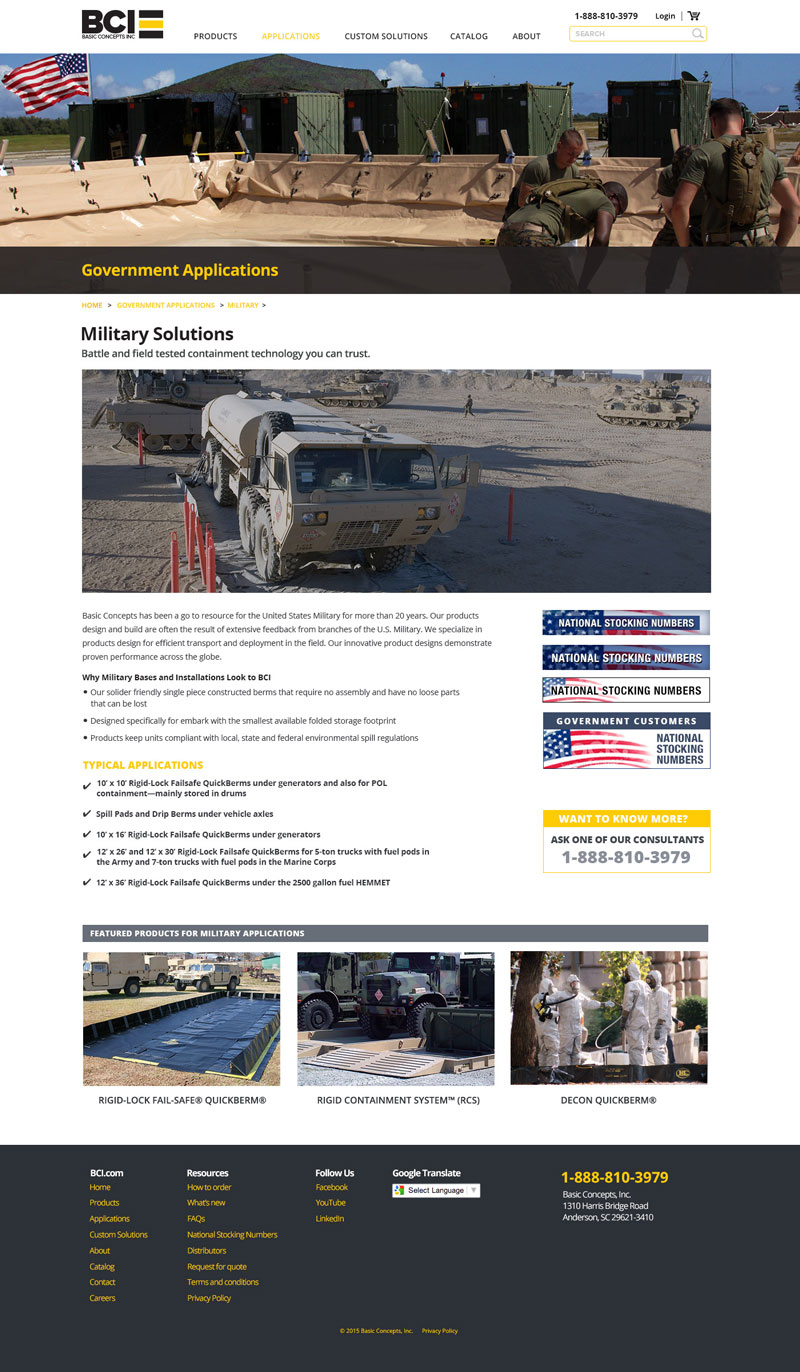 BCI
BASIC CONCEPTS INC
1-888-810-3979 Login
PRODUCTS APPLICATIONS CUSTOM SOLUTIONS CATALOG ABOUT
SEARCH
Government Applications
HOME > GOVERNMENT APPLICATIONS > MILITARY >
Military Solutions
Battle and field tested containment technology you can trust.
Basic Concepts has been a go to resource for the United States Military for more than 20 years. Our products
design and build are often the result of extensive feedback from branches of the U.S. Military. We specialize in
products design for efficient transport and deployment in the field. Our innovative product designs demonstrate
proven performance across the globe.
Why Military Bases and Installations Look to BCI
• Our solider friendly single piece constructed berms that require no assembly and have no loose parts
that can be lost
• Designed specifically for embark with the smallest available folded storage footprint
• Products keep units compliant with local, state and federal environmental spill regulations
TYPICAL APPLICATIONS
✔ 10’ x 10’ Rigid-Lock Failsafe QuickBerms under generators and also for POL
containment—mainly stored in drums
✔ Spill Pads and Drip Berms under vehicle axles
✔ 10’ x 16’ Rigid-Lock Failsafe QuickBerms under generators
✔ 12’ x 26’ and 12’ x 30’ Rigid-Lock Failsafe QuickBerms for 5-ton trucks with fuel pods in
the Army and 7-ton trucks with fuel pods in the Marine Corps
✔ 12’ x 36’ Rigid-Lock Failsafe QuickBerms under the 2500 gallon fuel HEMMET
NATIONAL STOCKING NUMBERS
NATIONAL STOCKING NUMBERS
NATIONAL STOCKING NUMBERS
GOVERNMENT CUSTOMERS
NATIONAL
STOCKING
NUMBERS
WANT TO KNOW MORE?
ASK ONE OF OUR CONSULTANTS
1-888-810-3979
FEATURED PRODUCTS FOR MILITARY APPLICATIONS
RIGID-LOCK FAIL-SAFE® QUICKBERM®
RIGID CONTAINMENT SYSTEM™ (RCS)
DECON QUICKBERM®
BCI.com
Home
Products
Applications
Custom Solutions
About
Catalog
Contact
Careers
Resources
How to order
What's new
FAQs
National Stocking Numbers
Distributors
Request for quote
Terms and conditions
Privacy Policy
Follow Us
Facebook
YouTube
LinkedIn
Google Translate
Select Language
1-888-810-3979
Basic Concepts, Inc.
1310 Harris Bridge Road
Anderson, SC 29621-3410
© 2015 Basic Concepts, Inc. Privacy Policy